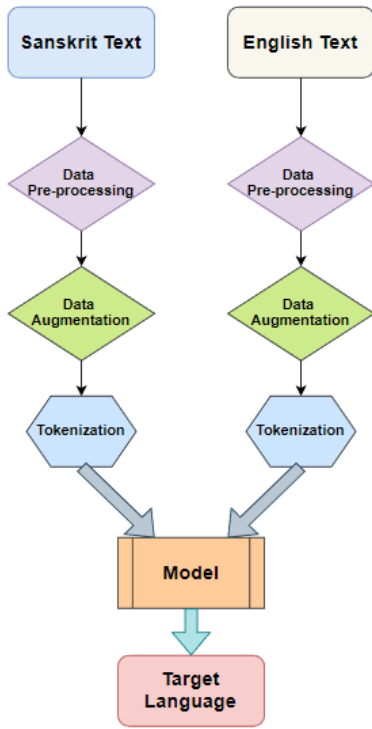 Sanskrit Text
English Text
Data
Pre-processing
Data
Pre-processing
Data
Augmentation
Data
Augmentation
Tokenization
Tokenization
Model
Target
Language